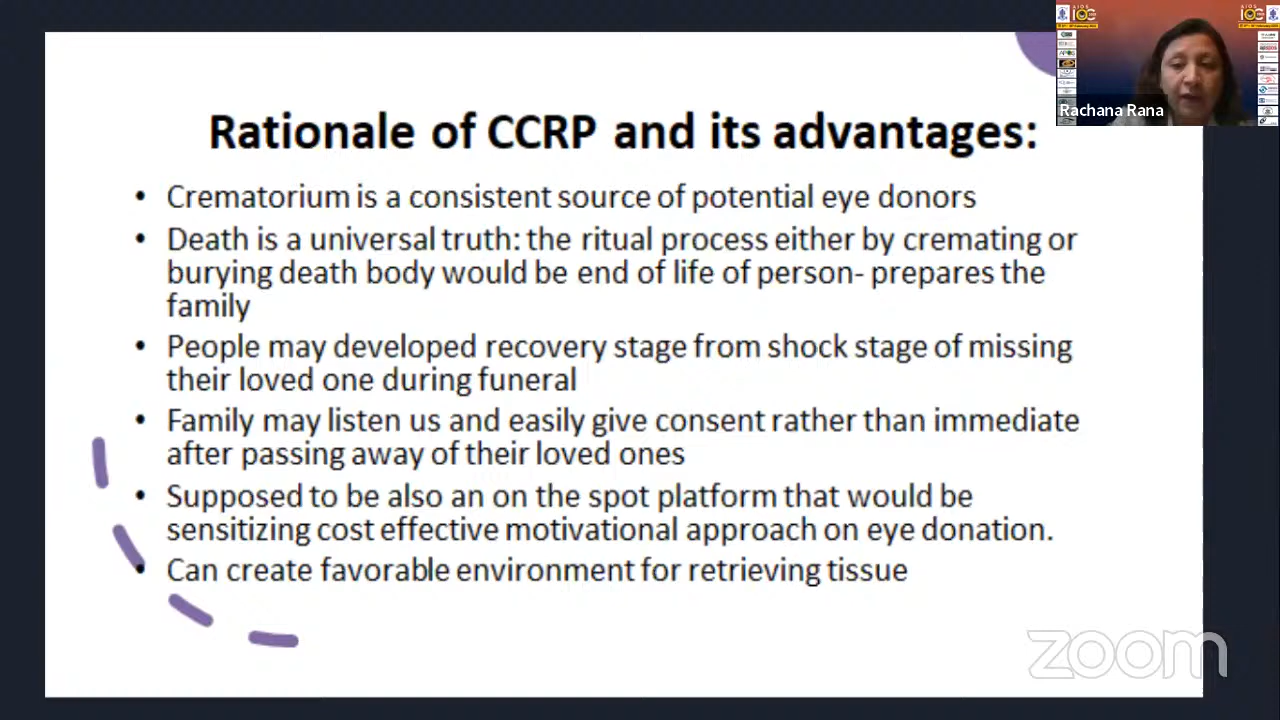 AIOS
IOC
AIOS
IOC
Rachana Rana
Rationale of CCRP and its advantages:
• Crematorium is a consistent source of potential eye donors
• Death is a universal truth: the ritual process either by cremating or
burying death body would be end of life of person- prepares the
family
• People may developed recovery stage from shock stage of missing
their loved one during funeral
• Family may listen us and easily give consent rather than immediate
after passing away of their loved ones
• Supposed to be also an on the spot platform that would be
sensitizing cost effective motivational approach on eye donation.
• Can create favorable environment for retrieving tissue
zoom